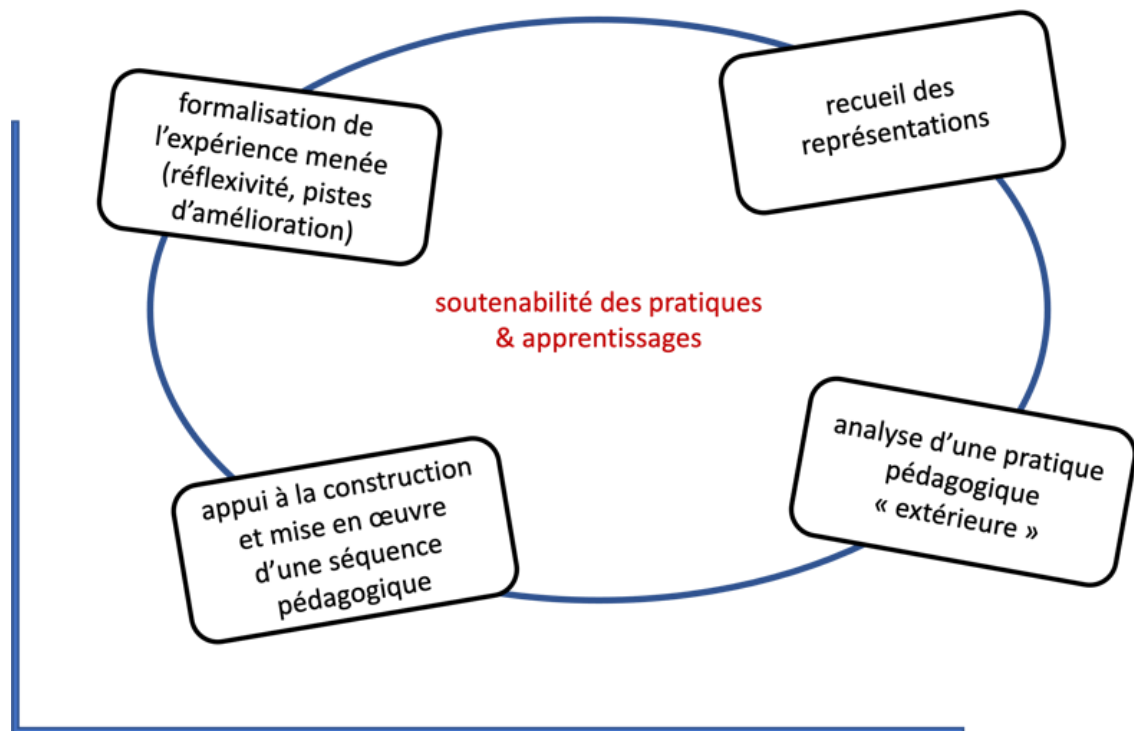 formalisation de
l’expérience menée
(réflexivité, pistes
d’amélioration)
recueil des
représentations
soutenabilité des pratiques
& apprentissages
analyse d’une pratique
pédagogique
« extérieure »
appui à la construction
et mise en œuvre
d’une séquence
pédagogique